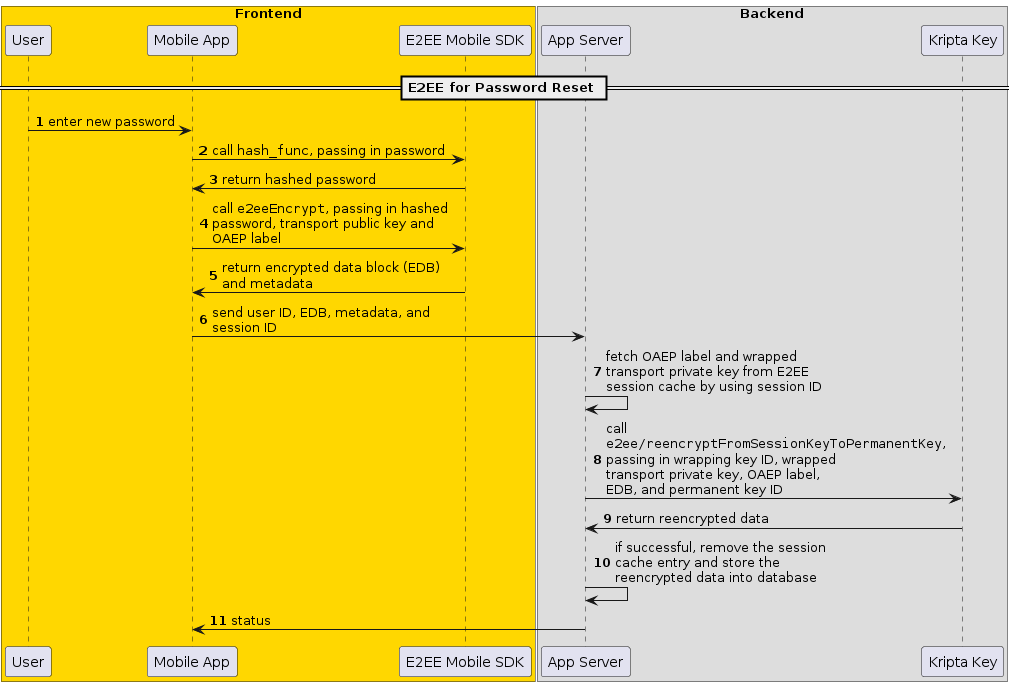 Frontend
Backend
User
Mobile App
E2EE Mobile SDK
App Server
Kripta Key
E2EE for Password Reset
1 enter new password
2 call hash_func, passing in password
3 return hashed password
call e2eeEncrypt, passing in hashed
4 password, transport public key and
OAEP label
return encrypted data block (EDB)
5
and metadata
send user ID, EDB, metadata, and
6
session ID
fetch OAEP label and wrapped
7 transport private key from E2EE
session cache by using session ID
call
e2ee/reencryptFromSessionKeyToPermanentKey,
8 passing in wrapping key ID, wrapped
transport private key, OAEP label,
EDB, and permanent key ID
9 return reencrypted data
if successful, remove the session
10 cache entry and store the
reencrypted data into database
11 status
User
Mobile App
E2EE Mobile SDK
App Server
Kripta Key